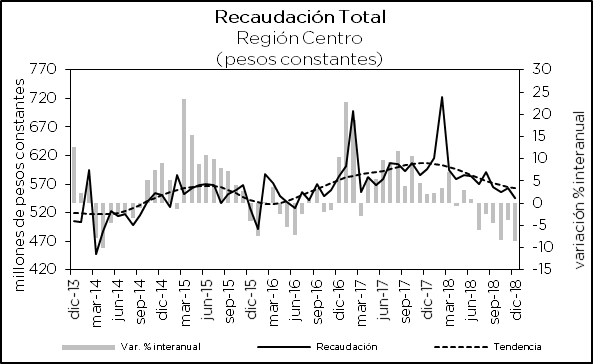 Recaudación Total
Región Centro
(pesos constantes)
millones de pesos constantes
770
720
670
620
570
520
470
420
30
25
20
15
10
5
0
-5
-10
-15
variación % interanual
dic-13
mar-14
jun-14
sep-14
dic-14
mar-15
jun-15
sep-15
dic-15
mar-16
jun-16
sep-16
dic-16
mar-17
jun-17
sep-17
dic-17
mar-18
jun-18
sep-18
dic-18
Var. % interanual
Recaudación
Tendencia